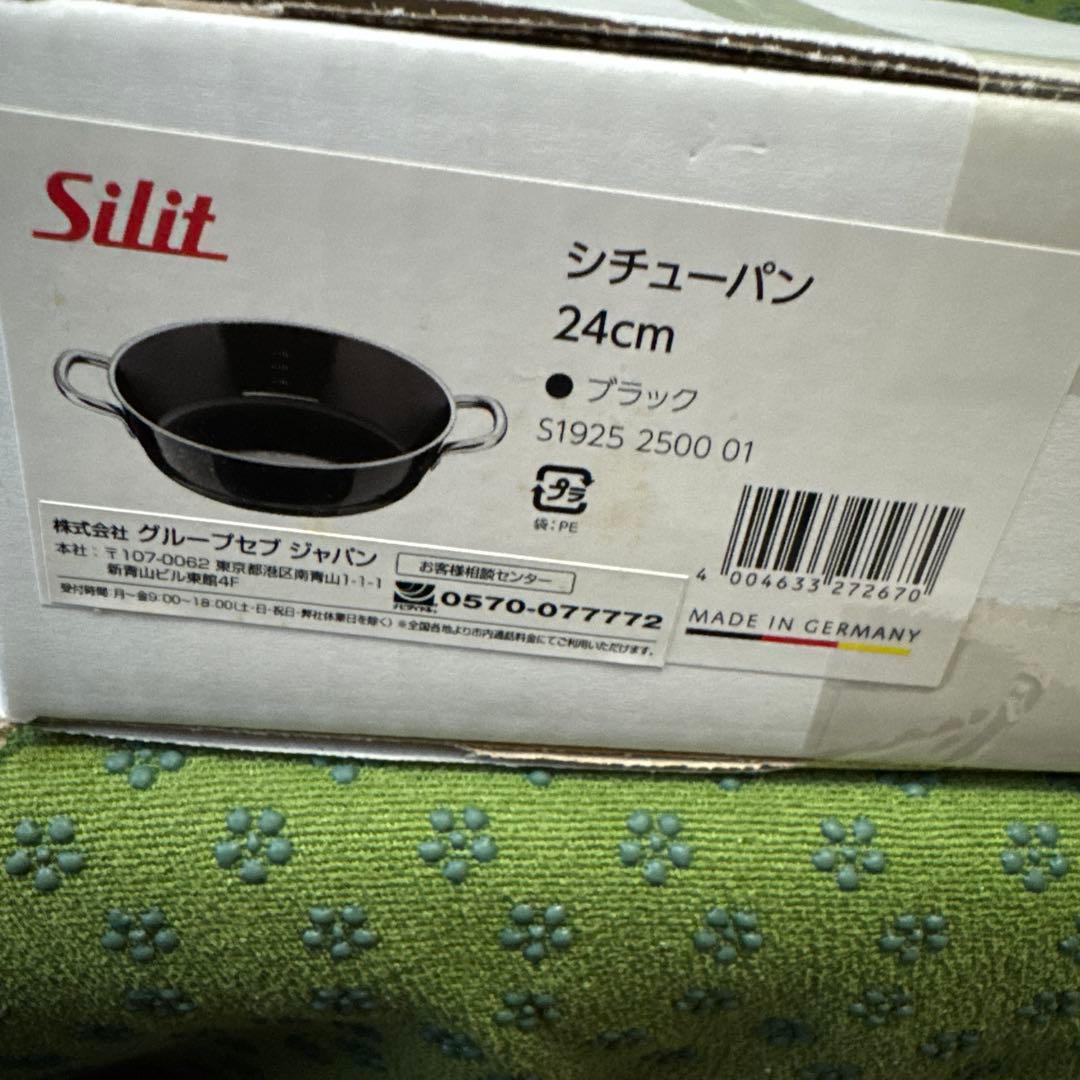 Silit
シチューパン
24cm
● ブラック
S1925 2500 01
プラ
袋:PE
4 004633 272670
MADE IN GERMANY
株式会社 グループセブ ジャパン
本社:〒107-0062 東京都港区南青山1-1-1
新青山ビル東館4F
お客様相談センター
ナビダイヤル
0570-077772
受付時間 月〜金9:00〜18:00(土・日・祝日・弊社休業日を除く) ※全国各地より市内通話料金にてご利用いただけます。